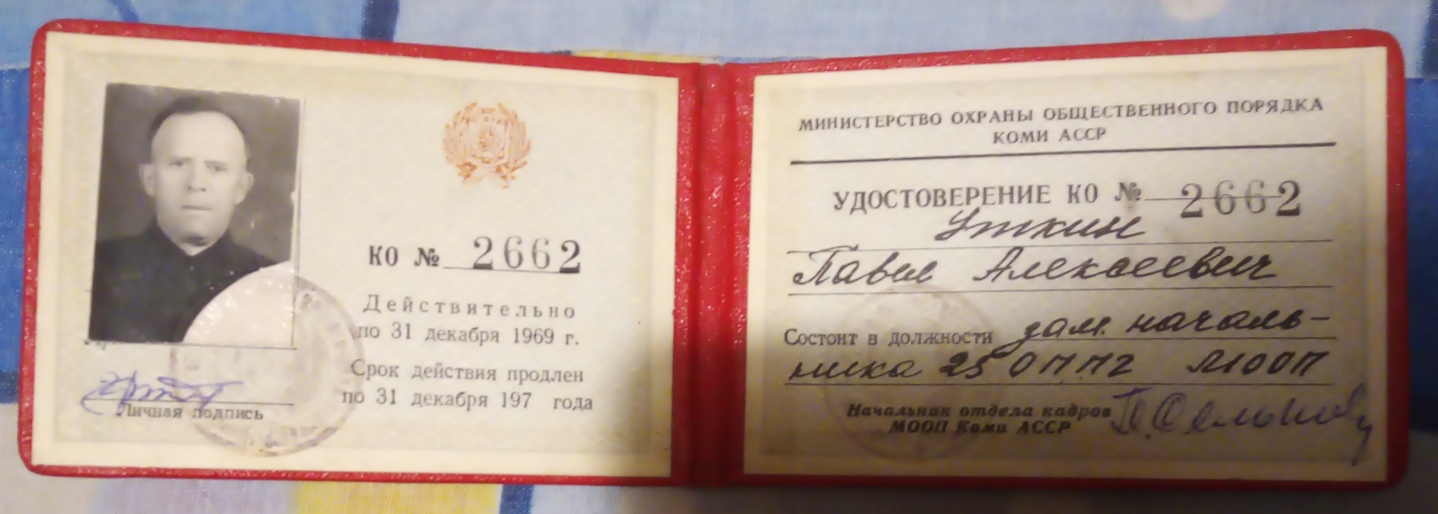 КО № 2662
Действительно
по 31 декабря 1969 г.
Срок действия продлен
по 31 декабря 197 года
Личная подпись
МИНИСТЕРСТВО ОХРАНЫ ОБЩЕСТВЕННОГО ПОРЯДКА
КОМИ АССР
УДОСТОВЕРЕНИЕ КО № 2662
Уткин
Павел Алексеевич
Состоит в должности зам. началь-
ника 25 ОППЧ МООП
Начальник отдела кадров
МООП Коми АССР